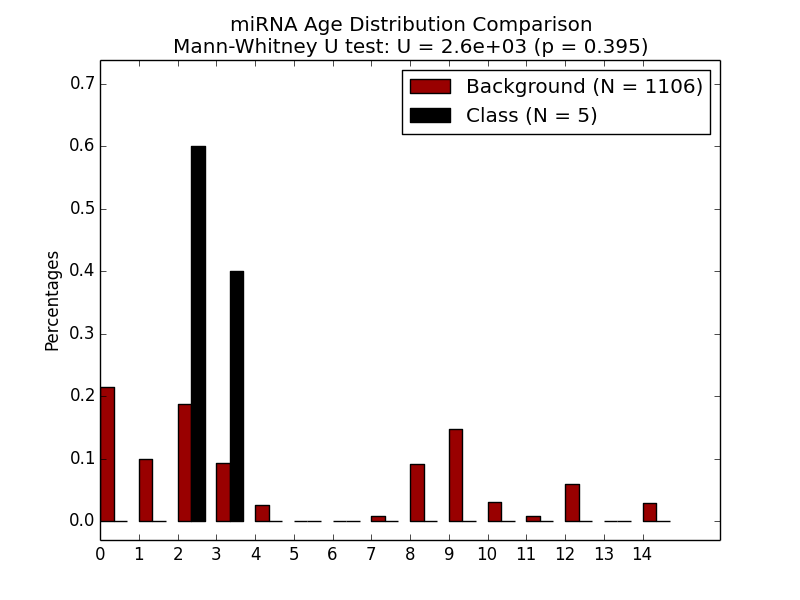 miRNA Age Distribution Comparison
Mann-Whitney U test: U = 2.6e+03 (p = 0.395)
Background (N = 1106)
Class (N = 5)
Percentages
0.7
0.6
0.5
0.4
0.3
0.2
0.1
0.0
0 1 2 3 4 5 6 7 8 9 10 11 12 13 14